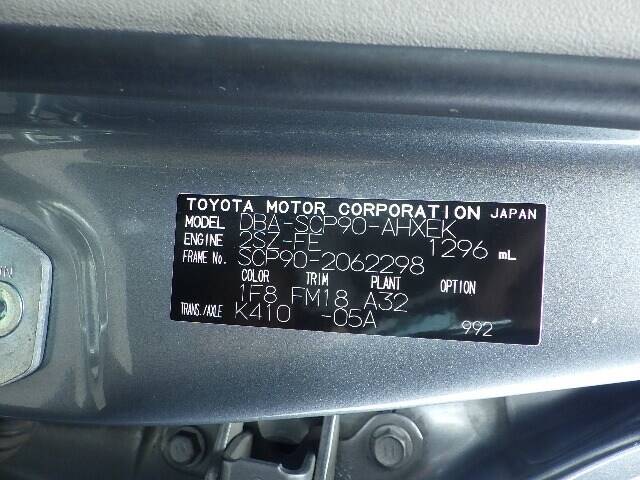 TOYOTA MOTOR CORPORATION JAPAN
MODEL DBA-SCP90-AHXEK
ENGINE 2SZ-FE 1296 mL
FRAME No. SCP90-2062298
COLOR TRIM PLANT OPTION
1F8 FM18 A32
TRANS./AXLE K410 -05A
992